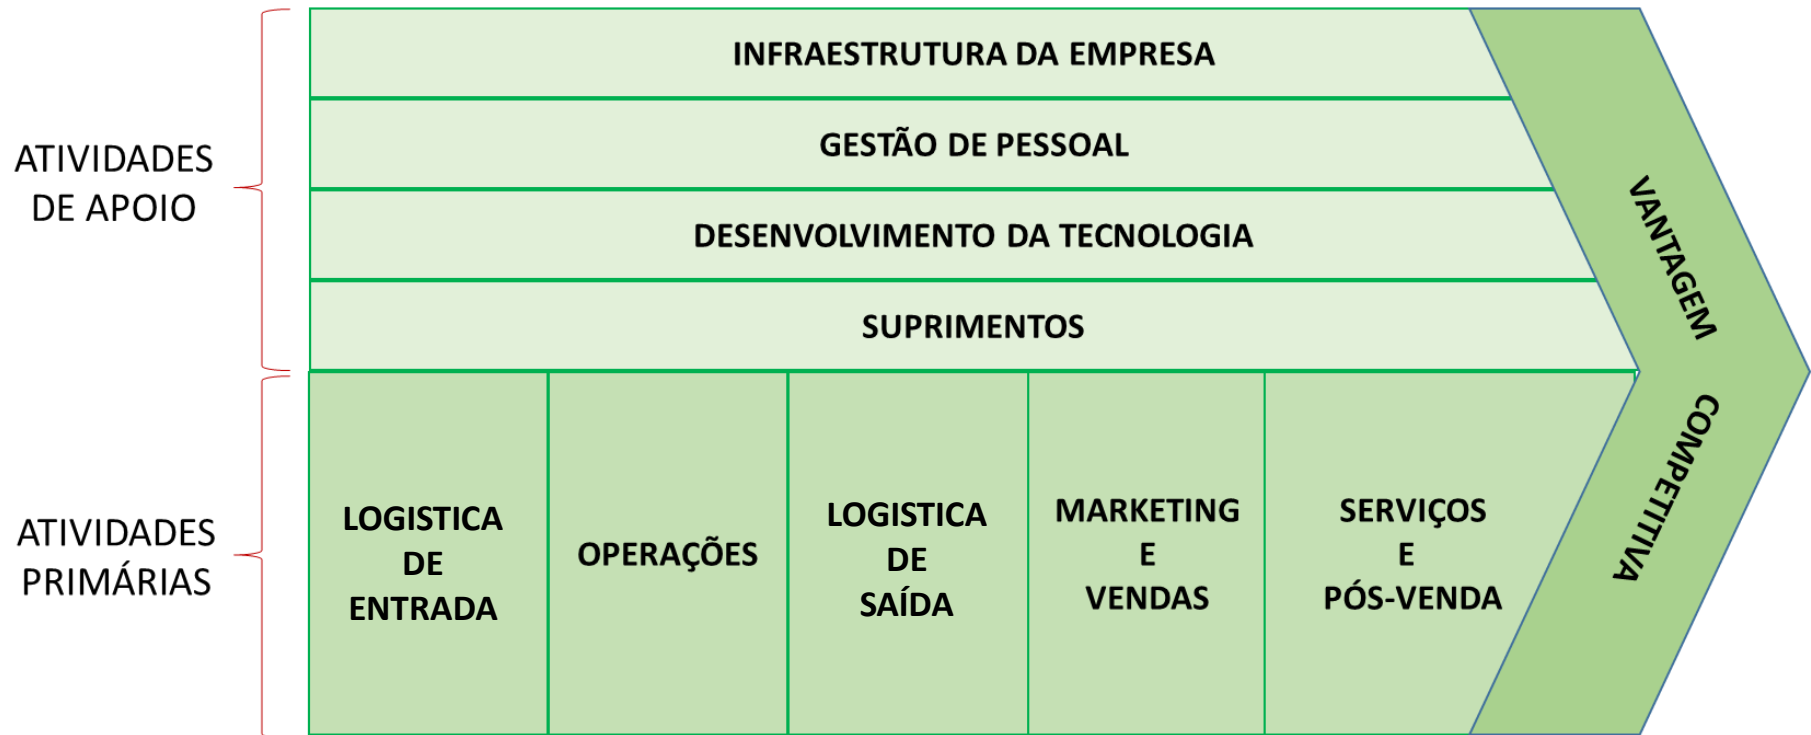 ATIVIDADES
DE APOIO
INFRAESTRUTURA DA EMPRESA
GESTÃO DE PESSOAL
DESENVOLVIMENTO DA TECNOLOGIA
SUPRIMENTOS
ATIVIDADES
PRIMÁRIAS
LOGISTICA
DE
ENTRADA
OPERAÇÕES
LOGISTICA
DE
SAÍDA
MARKETING
E
VENDAS
SERVIÇOS
E
PÓS-VENDA
VANTAGEM
COMPETITIVA